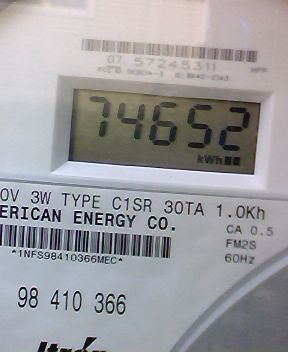 07 57245311
74652
kWh
0V 3W TYPE C1SR 30TA 1.0Kh
ERICAN ENERGY CO.
CA 0.5
FM2S
60Hz
*1NFS98410366MEC*
98 410 366
Itrón